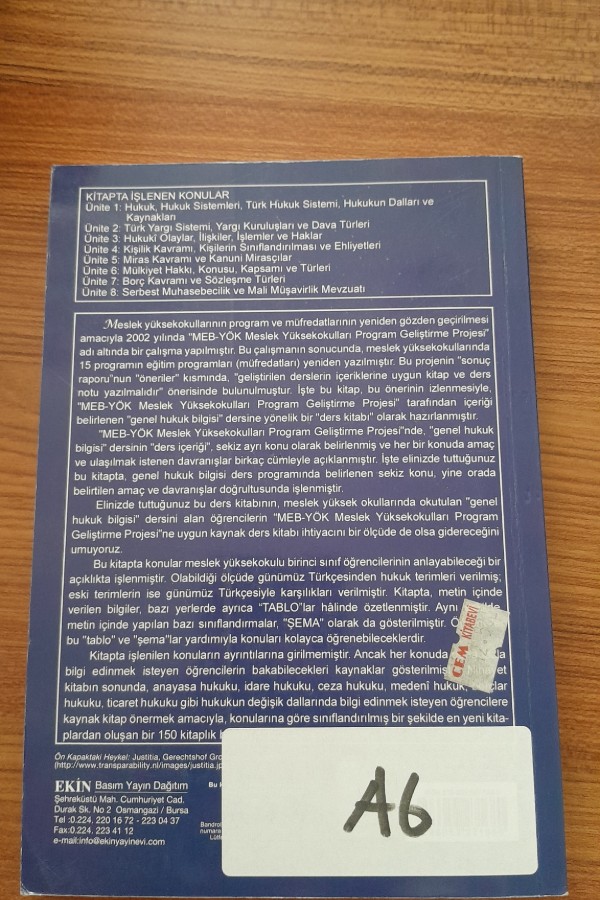 KİTAPTA İŞLENEN KONULAR
Ünite 1: Hukuk, Hukuk Sistemleri, Türk Hukuk Sistemi, Hukukun Dalları ve
Kaynakları
Ünite 2: Türk Yargı Sistemi, Yargı Kuruluşları ve Dava Türleri
Ünite 3: Hukukî Olaylar, İlişkiler, İşlemler ve Haklar
Ünite 4: Kişilik Kavramı, Kişilerin Sınıflandırılması ve Ehliyetleri
Ünite 5: Miras Kavramı ve Kanuni Mirasçılar
Ünite 6: Mülkiyet Hakkı, Konusu, Kapsamı ve Türleri
Ünite 7: Borç Kavramı ve Sözleşme Türleri
Ünite 8: Serbest Muhasebecilik ve Mali Müşavirlik Mevzuatı
Meslek yüksekokullarının program ve müfredatlarının yeniden gözden geçirilmesi
amacıyla 2002 yılında "MEB-YÖK Meslek Yüksekokulları Program Geliştirme Projesi"
adı altında bir çalışma yapılmıştır. Bu çalışmanın sonucunda, meslek yüksekokullarında
15 programın eğitim programları (müfredatları) yeniden yazılmıştır. Bu projenin "sonuç
raporu"nun "öneriler" kısmında, "geliştirilen derslerin içeriklerine uygun kitap ve ders
notu yazılmalıdır" önerisinde bulunulmuştur. İşte bu kitap, bu önerinin izlenmesiyle,
"MEB-YÖK Meslek Yüksekokulları Program Geliştirme Projesi" tarafından içeriği
belirlenen "genel hukuk bilgisi" dersine yönelik bir "ders kitabı" olarak hazırlanmıştır.
"MEB-YÖK Meslek Yüksekokulları Program Geliştirme Projesi"nde, "genel hukuk
bilgisi" dersinin "ders içeriği", sekiz ayrı konu olarak belirlenmiş ve her bir konuda amaç
ve ulaşılmak istenen davranışlar birkaç cümleyle açıklanmıştır. İşte elinizde tuttuğunuz
bu kitapta, genel hukuk bilgisi ders programında belirlenen sekiz konu, yine orada
belirtilen amaç ve davranışlar doğrultusunda işlenmiştir.
Elinizde tuttuğunuz bu ders kitabının, meslek yüksek okullarında okutulan "genel
hukuk bilgisi" dersini alan öğrencilerin "MEB-YÖK Meslek Yüksekokulları Program
Geliştirme Projesi"ne uygun kaynak ders kitabı ihtiyacını bir ölçüde de olsa gidereceğini
umuyoruz.
Bu kitapta konular meslek yüksekokulu birinci sınıf öğrencilerinin anlayabileceği bir
açıklıkta işlenmiştir. Olabildiği ölçüde günümüz Türkçesinden hukuk terimleri verilmiş;
eski terimlerin ise günümüz Türkçesiyle karşılıkları verilmiştir. Kitapta, metin içinde
verilen bilgiler, bazı yerlerde ayrıca "TABLO"lar hâlinde özetlenmiştir. Aynı
metin içinde yapılan bazı sınıflandırmalar, "ŞEMA" olarak da gösterilmiştir.
bu "tablo" ve "şema"lar yardımıyla konuları kolayca öğrenebileceklerdir.
Kitapta işlenilen konuların ayrıntılarına girilmemiştir. Ancak her konuda
bilgi edinmek isteyen öğrencilerin bakabilecekleri kaynaklar gösterilmiş
kitabın sonunda, anayasa hukuku, idare hukuku, ceza hukuku, medenî hukuk,
hukuku, ticaret hukuku gibi hukukun değişik dallarında bilgi edinmek isteyen öğrencilere
kaynak kitap önermek amacıyla, konularına göre sınıflandırılmış bir şekilde en yeni kita-
plardan oluşan bir 150 kitaplık
CEM KİTABEVİ
Ön Kapaktaki Heykel: Justitia, Gerechtshof
(http://www.transparability.nl/images/justitia.jp
EKİN Basım Yayın Dağıtım
Şehreküstü Mah. Cumhuriyet Cad.
Durak Sk. No 2 Osmangazi / Bursa
Tel :0.224. 220 16 72 - 223 04 37
Fax:0.224. 223 41 12
e-mail:info@ekinyayinevi.com
Bu
Bandrol
numara
A6